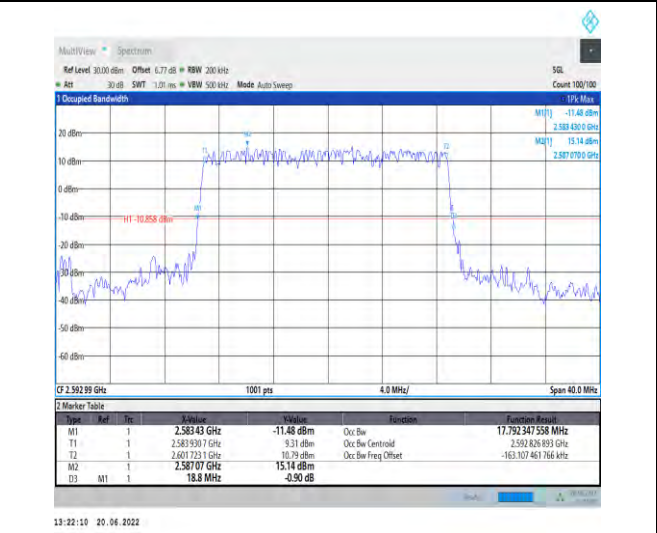 MultiView Spectrum
Ref Level 30.00 dBm Offset 6.77 dB RBW 200 kHz SGL
Att 30 dB SWT 1.01 ms VBW 500 kHz Mode Auto Sweep Count 100/100
1 Occupied Bandwidth 1Pk Max
M1[1] -11.48 dBm
2.583 430 0 GHz
M2[1] 15.14 dBm
2.587 070 0 GHz
20 dBm
T1 M2 T2
10 dBm
0 dBm
M1
-10 dBm H1 -10.858 dBm
D3
-20 dBm
-30 dBm
-40 dBm
-50 dBm
-60 dBm
CF 2.592 99 GHz 1001 pts 4.0 MHz/ Span 40.0 MHz
2 Marker Table
Type Ref Trc X-Value Y-Value Function Function Result
M1 1 2.583 43 GHz -11.48 dBm Occ Bw 17.792 347 558 MHz
T1 1 2.583 930 7 GHz 9.31 dBm Occ Bw Centroid 2.592 826 893 GHz
T2 1 2.601 723 1 GHz 10.79 dBm Occ Bw Freq Offset -163.107 461 766 kHz
M2 1 2.587 07 GHz 15.14 dBm
D3 M1 1 18.8 MHz -0.90 dB
13:22:10 20.06.2022